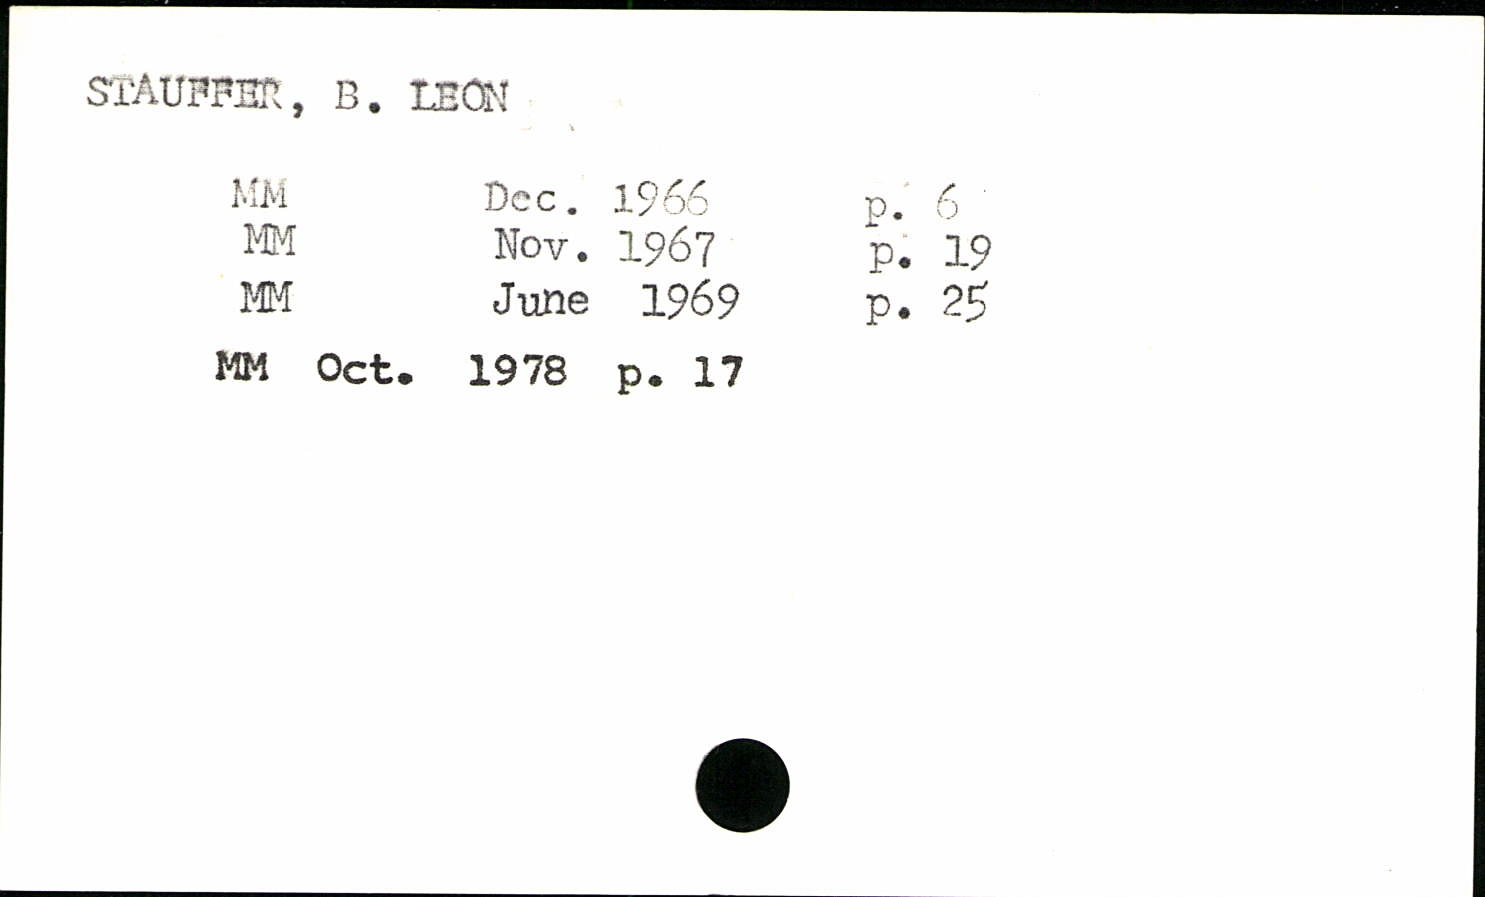 STAUFFER, B. LEON
MM Dec. 1966 p. 6
MM Nov. 1967 p. 19
MM June 1969 p. 25
MM Oct. 1978 p. 17